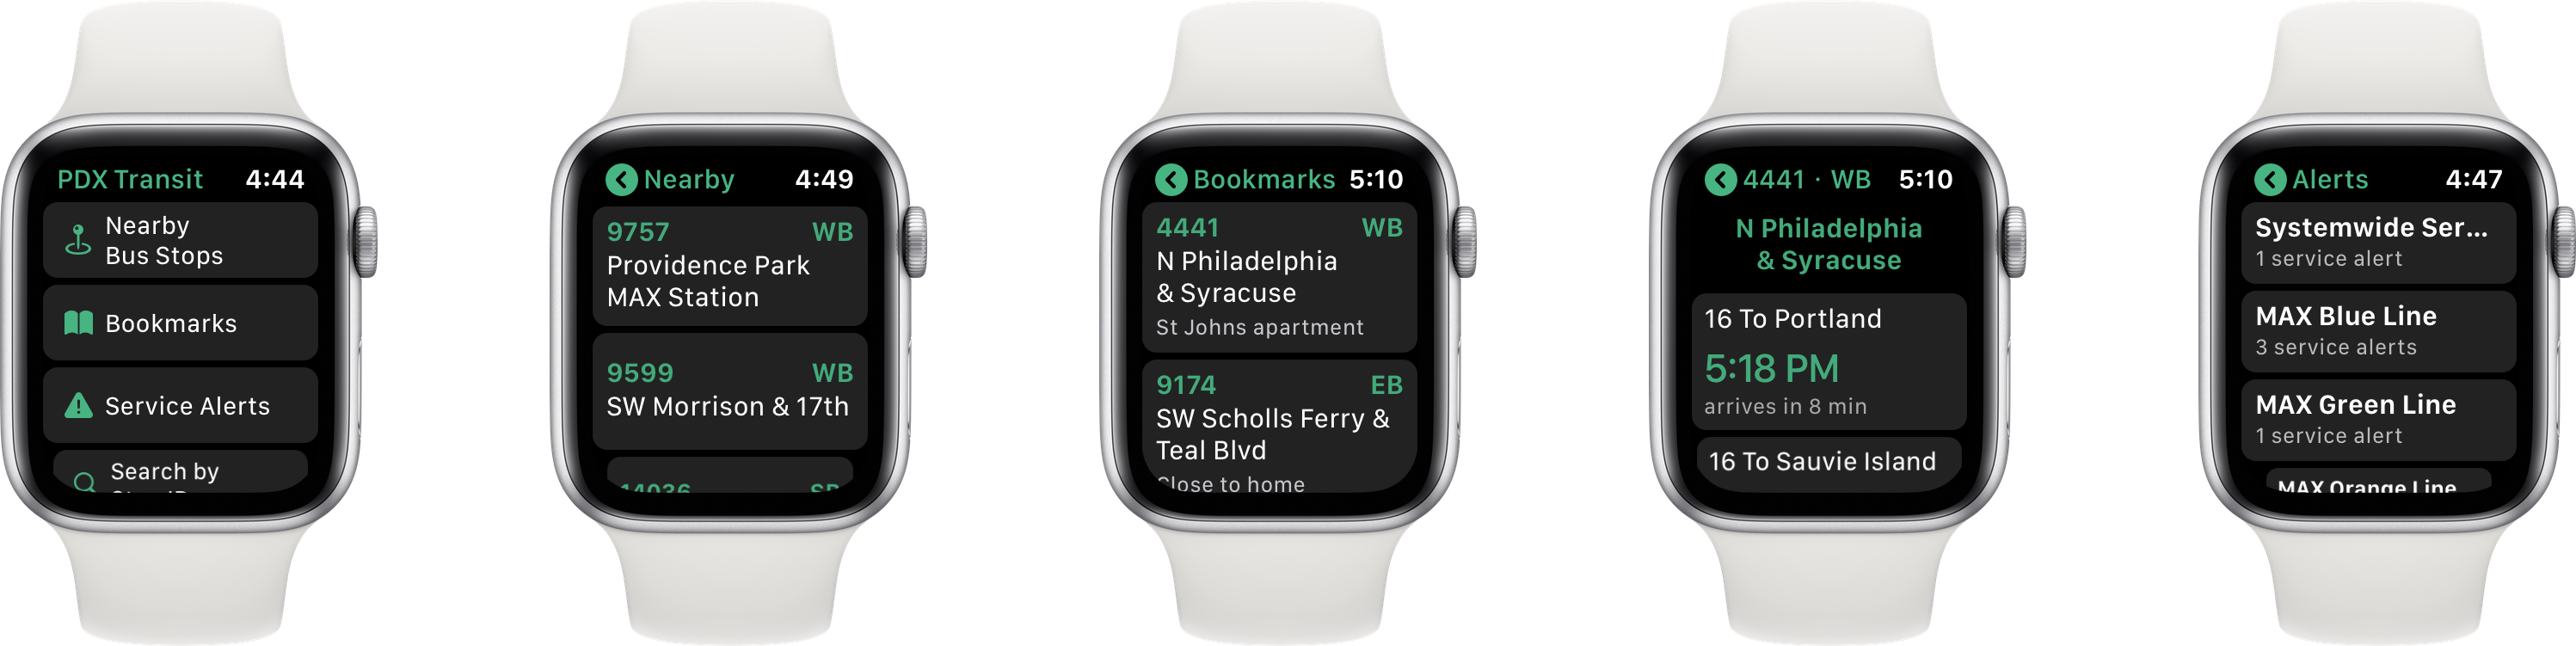 PDX Transit 4:44
Nearby
Bus Stops
Bookmarks
Service Alerts
Search by
Nearby 4:49
9757 WB
Providence Park
MAX Station
9599 WB
SW Morrison & 17th
14036 SB
Bookmarks 5:10
4441 WB
N Philadelphia
& Syracuse
St Johns apartment
9174 EB
SW Scholls Ferry &
Teal Blvd
Close to home
4441 · WB 5:10
N Philadelphia
& Syracuse
16 To Portland
5:18 PM
arrives in 8 min
16 To Sauvie Island
Alerts 4:47
Systemwide Ser...
1 service alert
MAX Blue Line
3 service alerts
MAX Green Line
1 service alert
MAX Orange Line